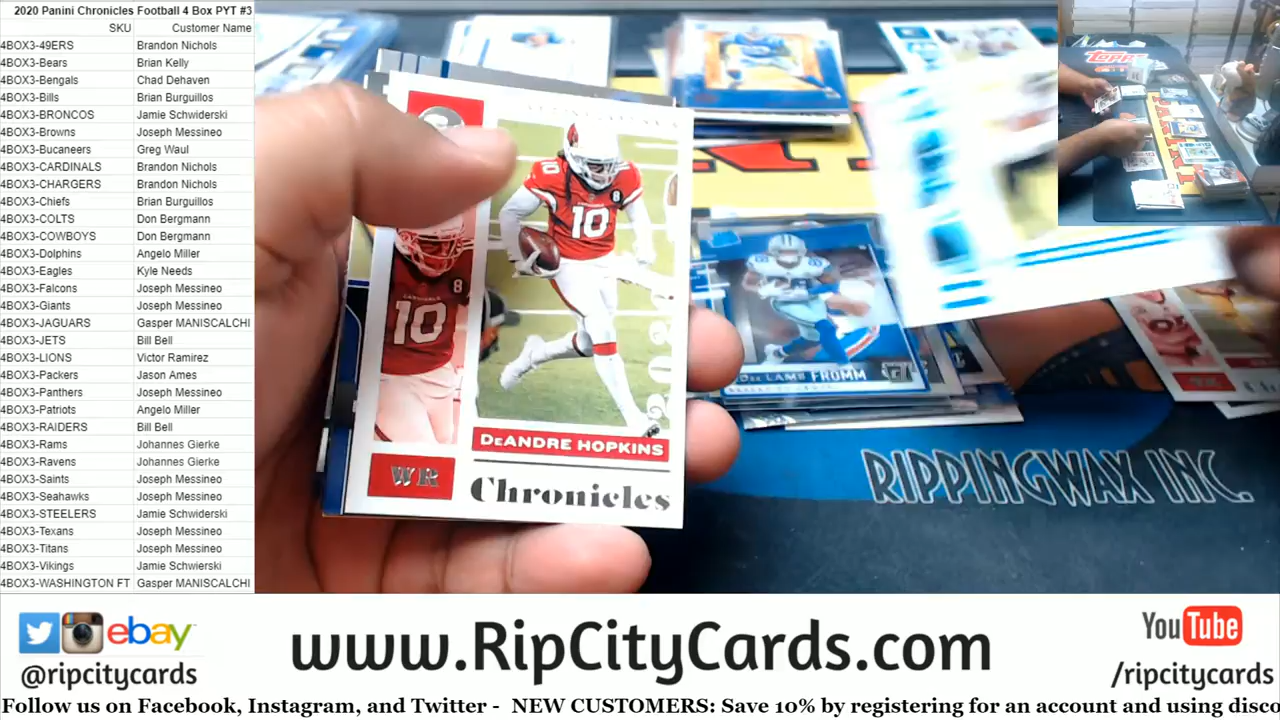 2020 Panini Chronicles Football 4 Box PYT #3
SKU Customer Name
4BOX3-49ERS Brandon Nichols
4BOX3-Bears Brian Kelly
4BOX3-Bengals Chad Dehaven
4BOX3-Bills Brian Burguillos
4BOX3-BRONCOS Jamie Schwiderski
4BOX3-Browns Joseph Messineo
4BOX3-Bucaneers Greg Waul
4BOX3-CARDINALS Brandon Nichols
4BOX3-CHARGERS Brandon Nichols
4BOX3-Chiefs Brian Burguillos
4BOX3-COLTS Don Bergmann
4BOX3-COWBOYS Don Bergmann
4BOX3-Dolphins Angelo Miller
4BOX3-Eagles Kyle Needs
4BOX3-Falcons Joseph Messineo
4BOX3-Giants Joseph Messineo
4BOX3-JAGUARS Gasper MANISCALCHI
4BOX3-JETS Bill Bell
4BOX3-LIONS Victor Ramirez
4BOX3-Packers Jason Ames
4BOX3-Panthers Joseph Messineo
4BOX3-Patriots Angelo Miller
4BOX3-RAIDERS Bill Bell
4BOX3-Rams Johannes Gierke
4BOX3-Ravens Johannes Gierke
4BOX3-Saints Joseph Messineo
4BOX3-Seahawks Joseph Messineo
4BOX3-STEELERS Jamie Schwiderski
4BOX3-Texans Joseph Messineo
4BOX3-Titans Joseph Messineo
4BOX3-Vikings Jamie Schwierski
4BOX3-WASHINGTON FT Gasper MANISCALCHI
10
8
10
8
DEANDRE HOPKINS
WR
Chronicles
LAMB FROMM
TOPPS
RIPPINGWAX INC.
ebay
@ripcitycards
www.RipCityCards.com
YouTube
/ripcitycards
Follow us on Facebook, Instagram, and Twitter - NEW CUSTOMERS: Save 10% by registering for an account and using disco